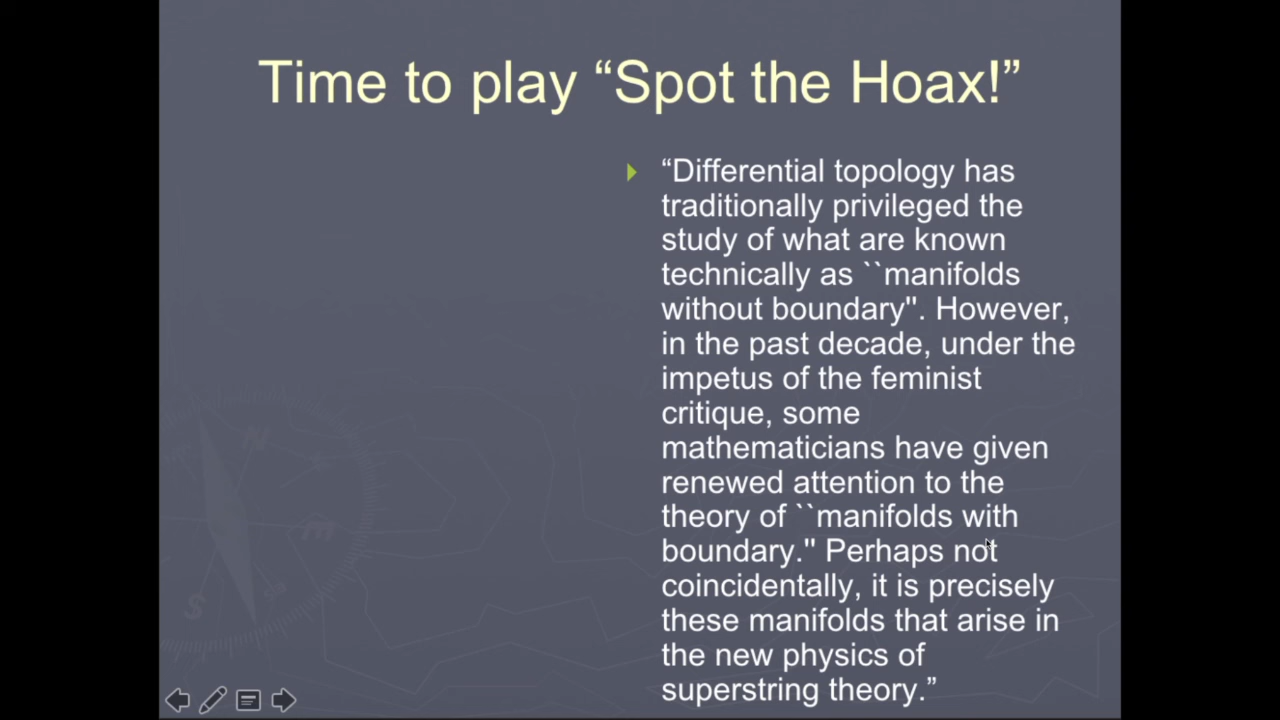 Time to play “Spot the Hoax!”
“Differential topology has
traditionally privileged the
study of what are known
technically as ``manifolds
without boundary''. However,
in the past decade, under the
impetus of the feminist
critique, some
mathematicians have given
renewed attention to the
theory of ``manifolds with
boundary.'' Perhaps not
coincidentally, it is precisely
these manifolds that arise in
the new physics of
superstring theory.”
N
E
S